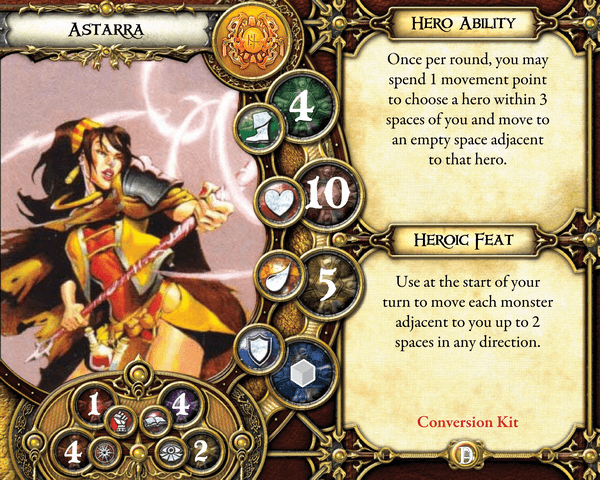 Astarra
4
10
5
1
4
4
2
Hero Ability
Once per round, you may
spend 1 movement point
to choose a hero within 3
spaces of you and move to
an empty space adjacent
to that hero.
Heroic Feat
Use at the start of your
turn to move each monster
adjacent to you up to 2
spaces in any direction.
Conversion Kit
D